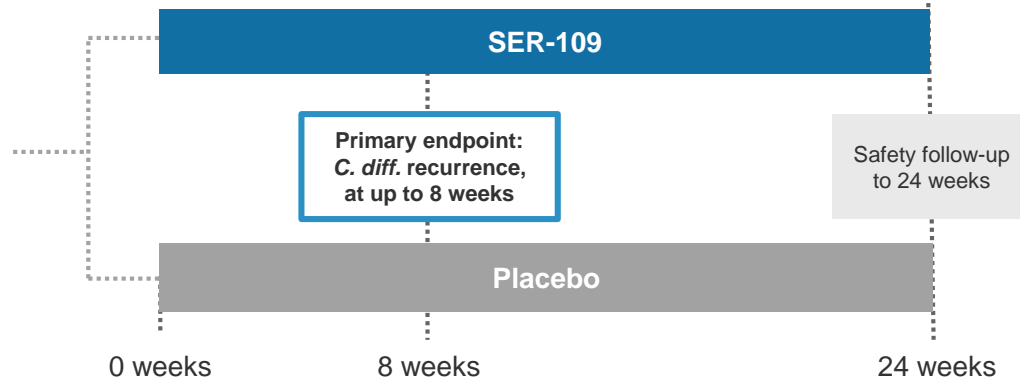 SER-109
Primary endpoint:
C. diff. recurrence,
at up to 8 weeks
Safety follow-up
to 24 weeks
Placebo
0 weeks
8 weeks
24 weeks